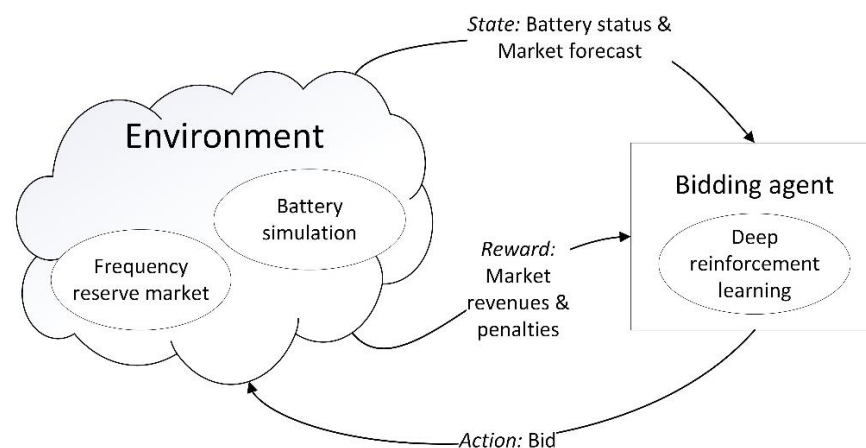 State: Battery status &
Market forecast
Environment
Battery
simulation
Frequency
reserve market
Reward:
Market
revenues &
penalties
Bidding agent
Deep
reinforcement
learning
Action: Bid